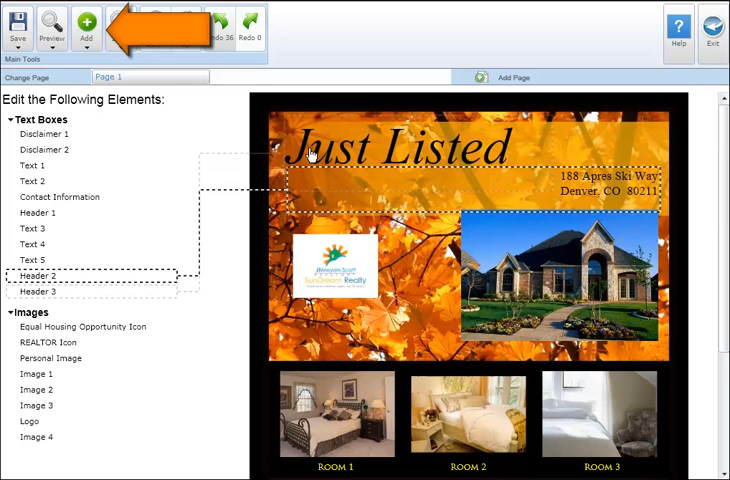 Save
Preview
Add
Undo 36
Redo 0
Help
Exit
Main Tools
Change Page
Page 1
Add Page
Edit the Following Elements:
Text Boxes
Disclaimer 1
Disclaimer 2
Text 1
Text 2
Contact Information
Header 1
Text 3
Text 4
Text 5
Header 2
Header 3
Images
Equal Housing Opportunity Icon
REALTOR Icon
Personal Image
Image 1
Image 2
Image 3
Logo
Image 4
Just Listed
188 Apres Ski Way
Denver, CO 80211
SunDream Realty
Room 1
Room 2
Room 3